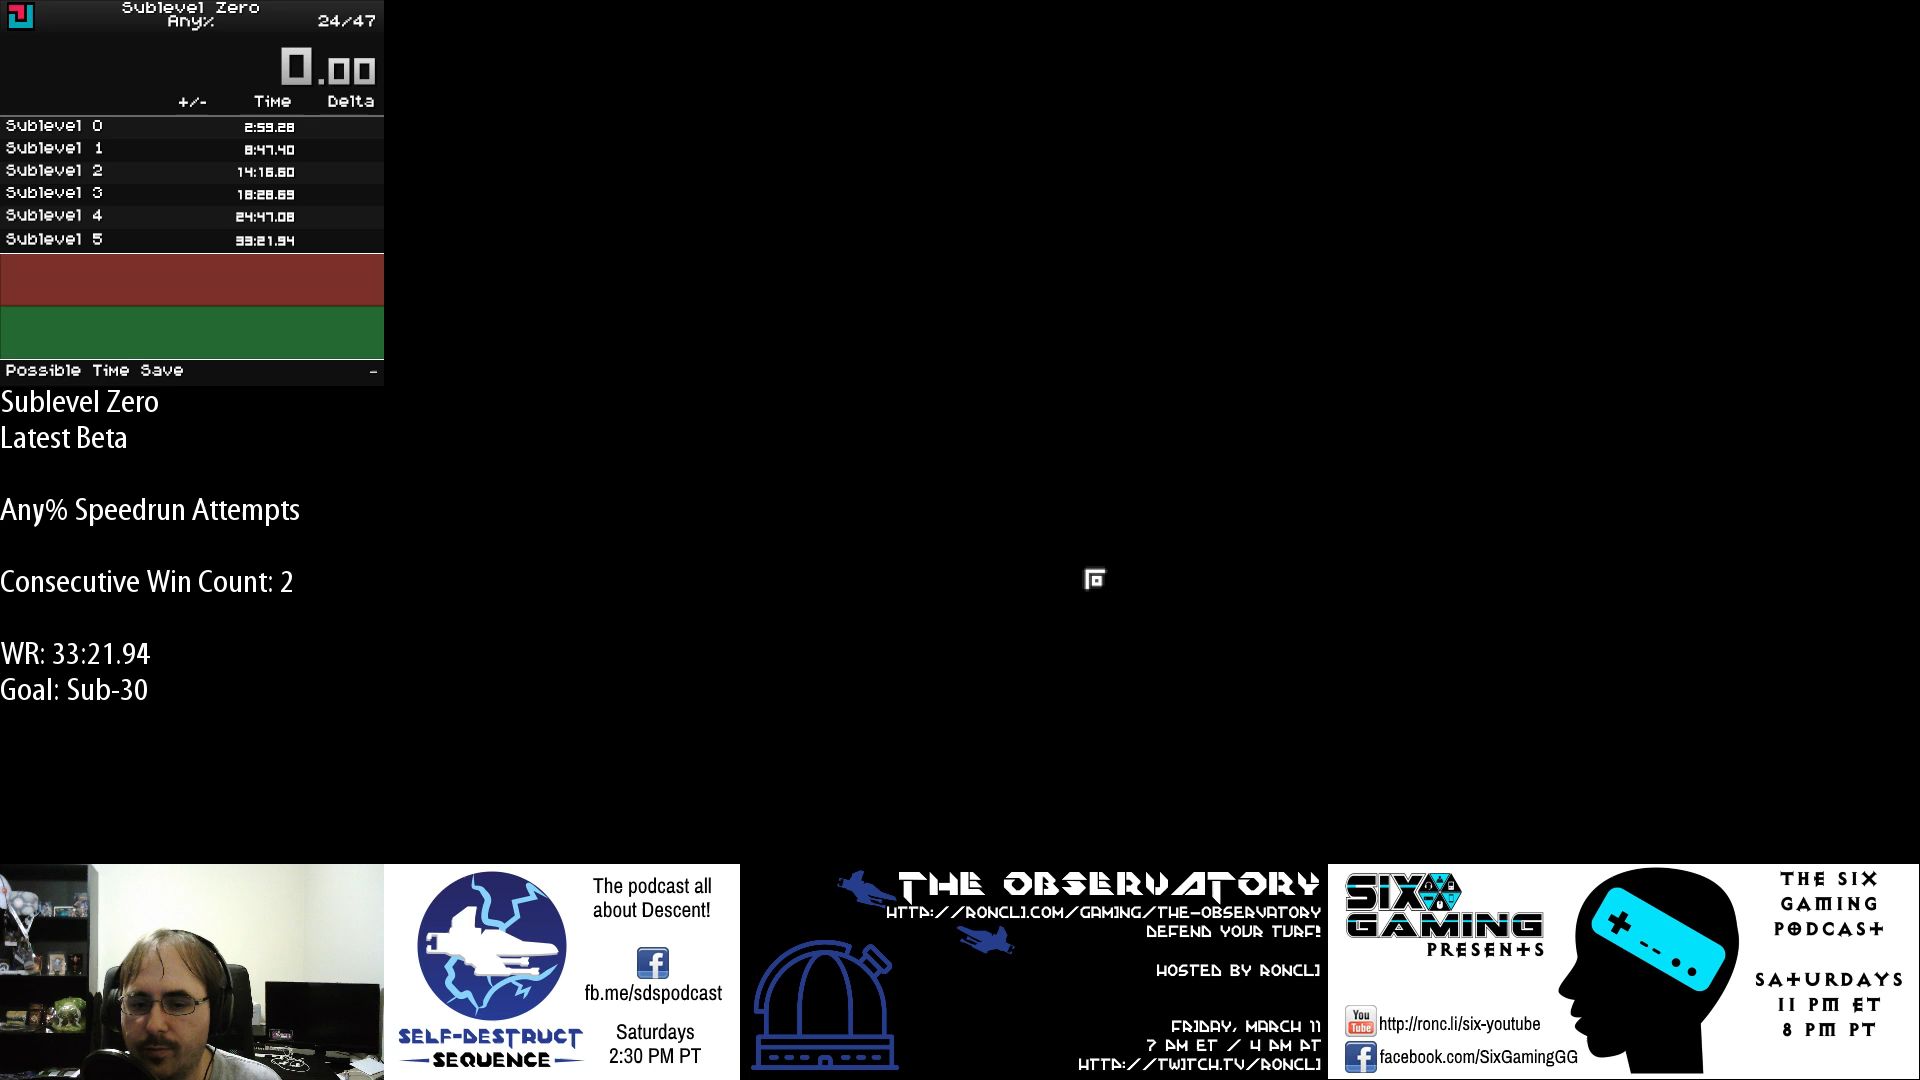 Sublevel Zero
Any%
24/47
0.00
+/- Time Delta
Sublevel 0 2:59.28
Sublevel 1 8:47.40
Sublevel 2 14:16.60
Sublevel 3 18:28.69
Sublevel 4 24:47.08
Sublevel 5 33:21.94
Possible Time Save -
Sublevel Zero
Latest Beta
Any% Speedrun Attempts
Consecutive Win Count: 2
WR: 33:21.94
Goal: Sub-30
SELF-DESTRUCT
SEQUENCE
The podcast all
about Descent!
fb.me/sdspodcast
Saturdays
2:30 PM PT
THE OBSERVATORY
HTTP://RONCLI.COM/GAMING/THE-OBSERVATORY
DEFEND YOUR TURF!
HOSTED BY RONCLI
FRIDAY, MARCH 11
7 PM ET / 4 PM PT
HTTP://TWITCH.TV/RONCLI
SIX
GAMING
PRESENTS
You
Tube
http://ronc.li/six-youtube
facebook.com/SixGamingGG
THE SIX
GAMING
PODCAST
SATURDAYS
11 PM ET
8 PM PT